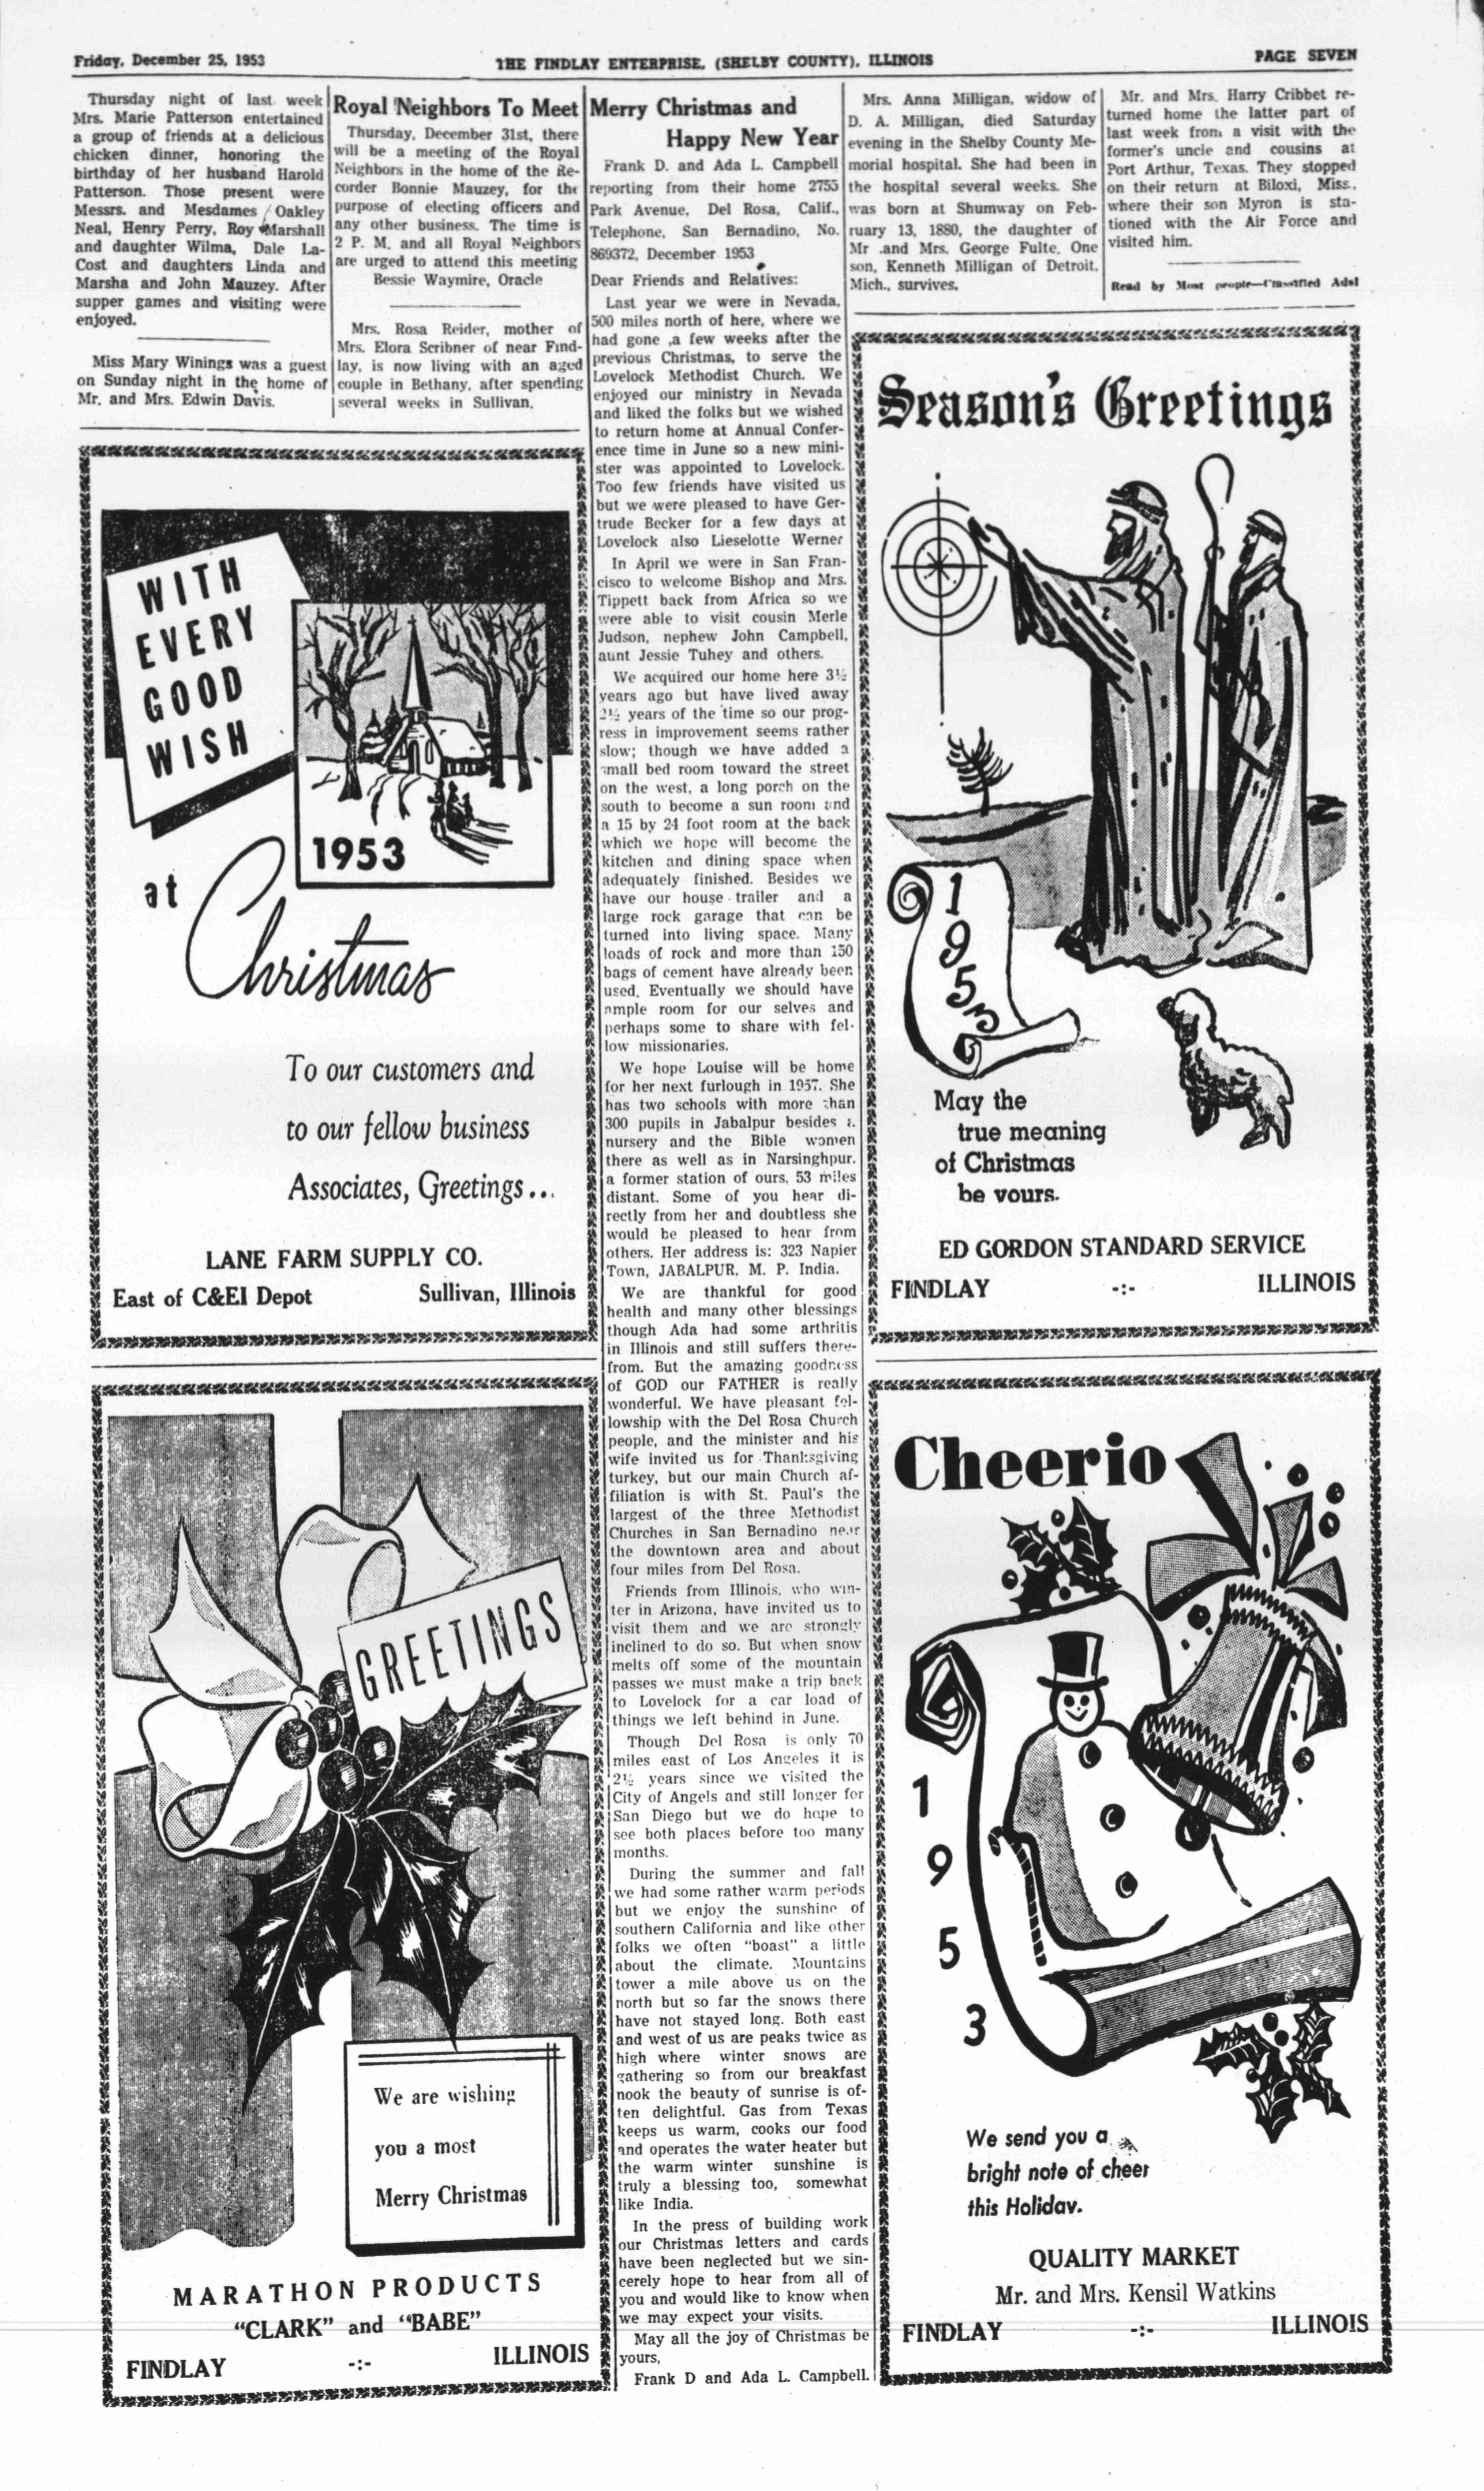 Friday, December 25, 1953
THE FINDLAY ENTERPRISE, (SHELBY COUNTY), ILLINOIS
PAGE SEVEN
Thursday night of last week
Mrs. Marie Patterson entertained
a group of friends at a delicious
chicken dinner, honoring the
birthday of her husband Harold
Patterson. Those present were
Messrs. and Mesdames Oakley
Neal, Henry Perry, Roy Marshall
and daughter Wilma, Dale La-
Cost and daughters Linda and
Marsha and John Mauzey. After
supper games and visiting were
enjoyed.
Miss Mary Winings was a guest
on Sunday night in the home of
Mr. and Mrs. Edwin Davis.
Royal Neighbors To Meet
Thursday, December 31st, there
will be a meeting of the Royal
Neighbors in the home of the Re-
corder Bonnie Mauzey, for the
purpose of electing officers and
any other business. The time is
2 P. M. and all Royal Neighbors
are urged to attend this meeting
Bessie Waymire, Oracle
Mrs. Rosa Reider, mother of
Mrs. Elora Scribner of near Find-
lay, is now living with an aged
couple in Bethany, after spending
several weeks in Sullivan.
WITH
EVERY
GOOD
WISH
1953
at
Christmas
To our customers and
to our fellow business
Associates, Greetings...
LANE FARM SUPPLY CO.
East of C&EI Depot Sullivan, Illinois
GREETINGS
We are wishing
you a most
Merry Christmas
MARATHON PRODUCTS
"CLARK" and "BABE"
FINDLAY -:- ILLINOIS
Merry Christmas and
Happy New Year
Frank D. and Ada L. Campbell
reporting from their home 2755
Park Avenue, Del Rosa, Calif.,
Telephone, San Bernadino, No.
869372, December 1953
Dear Friends and Relatives:
Last year we were in Nevada,
500 miles north of here, where we
had gone ,a few weeks after the
previous Christmas, to serve the
Lovelock Methodist Church. We
enjoyed our ministry in Nevada
and liked the folks but we wished
to return home at Annual Confer-
ence time in June so a new mini-
ster was appointed to Lovelock.
Too few friends have visited us
but we were pleased to have Ger-
trude Becker for a few days at
Lovelock also Lieselotte Werner
In April we were in San Fran-
cisco to welcome Bishop and Mrs.
Tippett back from Africa so we
were able to visit cousin Merle
Judson, nephew John Campbell,
aunt Jessie Tuhey and others.
We acquired our home here 3½
years ago but have lived away
2½ years of the time so our prog-
ress in improvement seems rather
slow; though we have added a
small bed room toward the street
on the west, a long porch on the
south to become a sun room and
a 15 by 24 foot room at the back
which we hope will become the
kitchen and dining space when
adequately finished. Besides we
have our house trailer and a
large rock garage that can be
turned into living space. Many
loads of rock and more than 150
bags of cement have already been
used. Eventually we should have
ample room for our selves and
perhaps some to share with fel-
low missionaries.
We hope Louise will be home
for her next furlough in 1957. She
has two schools with more than
300 pupils in Jabalpur besides a
nursery and the Bible women
there as well as in Narsinghpur.
a former station of ours, 53 miles
distant. Some of you hear di-
rectly from her and doubtless she
would be pleased to hear from
others. Her address is: 323 Napier
Town, JABALPUR, M. P. India.
We are thankful for good
health and many other blessings
though Ada had some arthritis
in Illinois and still suffers there-
from. But the amazing goodness
of GOD our FATHER is really
wonderful. We have pleasant fel-
lowship with the Del Rosa Church
people, and the minister and his
wife invited us for Thanksgiving
turkey, but our main Church af-
filiation is with St. Paul's the
largest of the three Methodist
Churches in San Bernadino near
the downtown area and about
four miles from Del Rosa.
Friends from Illinois, who win-
ter in Arizona, have invited us to
visit them and we are strongly
inclined to do so. But when snow
melts off some of the mountain
passes we must make a trip back
to Lovelock for a car load of
things we left behind in June.
Though Del Rosa is only 70
miles east of Los Angeles it is
2½ years since we visited the
City of Angels and still longer for
San Diego but we do hope to
see both places before too many
months.
During the summer and fall
we had some rather warm periods
but we enjoy the sunshine of
southern California and like other
folks we often "boast" a little
about the climate. Mountains
tower a mile above us on the
north but so far the snows there
have not stayed long. Both east
and west of us are peaks twice as
high where winter snows are
gathering so from our breakfast
nook the beauty of sunrise is of-
ten delightful. Gas from Texas
keeps us warm, cooks our food
and operates the water heater but
the warm winter sunshine is
truly a blessing too, somewhat
like India.
In the press of building work
our Christmas letters and cards
have been neglected but we sin-
cerely hope to hear from all of
you and would like to know when
we may expect your visits.
May all the joy of Christmas be
yours,
Frank D and Ada L. Campbell.
Mrs. Anna Milligan, widow of
D. A. Milligan, died Saturday
evening in the Shelby County Me-
morial hospital. She had been in
the hospital several weeks. She
was born at Shumway on Feb-
ruary 13, 1880, the daughter of
Mr .and Mrs. George Fulte. One
son, Kenneth Milligan of Detroit,
Mich., survives.
Mr. and Mrs. Harry Cribbet re-
turned home the latter part of
last week from a visit with the
former's uncle and cousins at
Port Arthur, Texas. They stopped
on their return at Biloxi, Miss.,
where their son Myron is sta-
tioned with the Air Force and
visited him.
Read by Most people—Classified Ads!
Season's Greetings
1953
May the
true meaning
of Christmas
be yours.
ED GORDON STANDARD SERVICE
FINDLAY -:- ILLINOIS
Cheerio
1
9
5
3
We send you a
bright note of cheer
this Holiday.
QUALITY MARKET
Mr. and Mrs. Kensil Watkins
FINDLAY -:- ILLINOIS